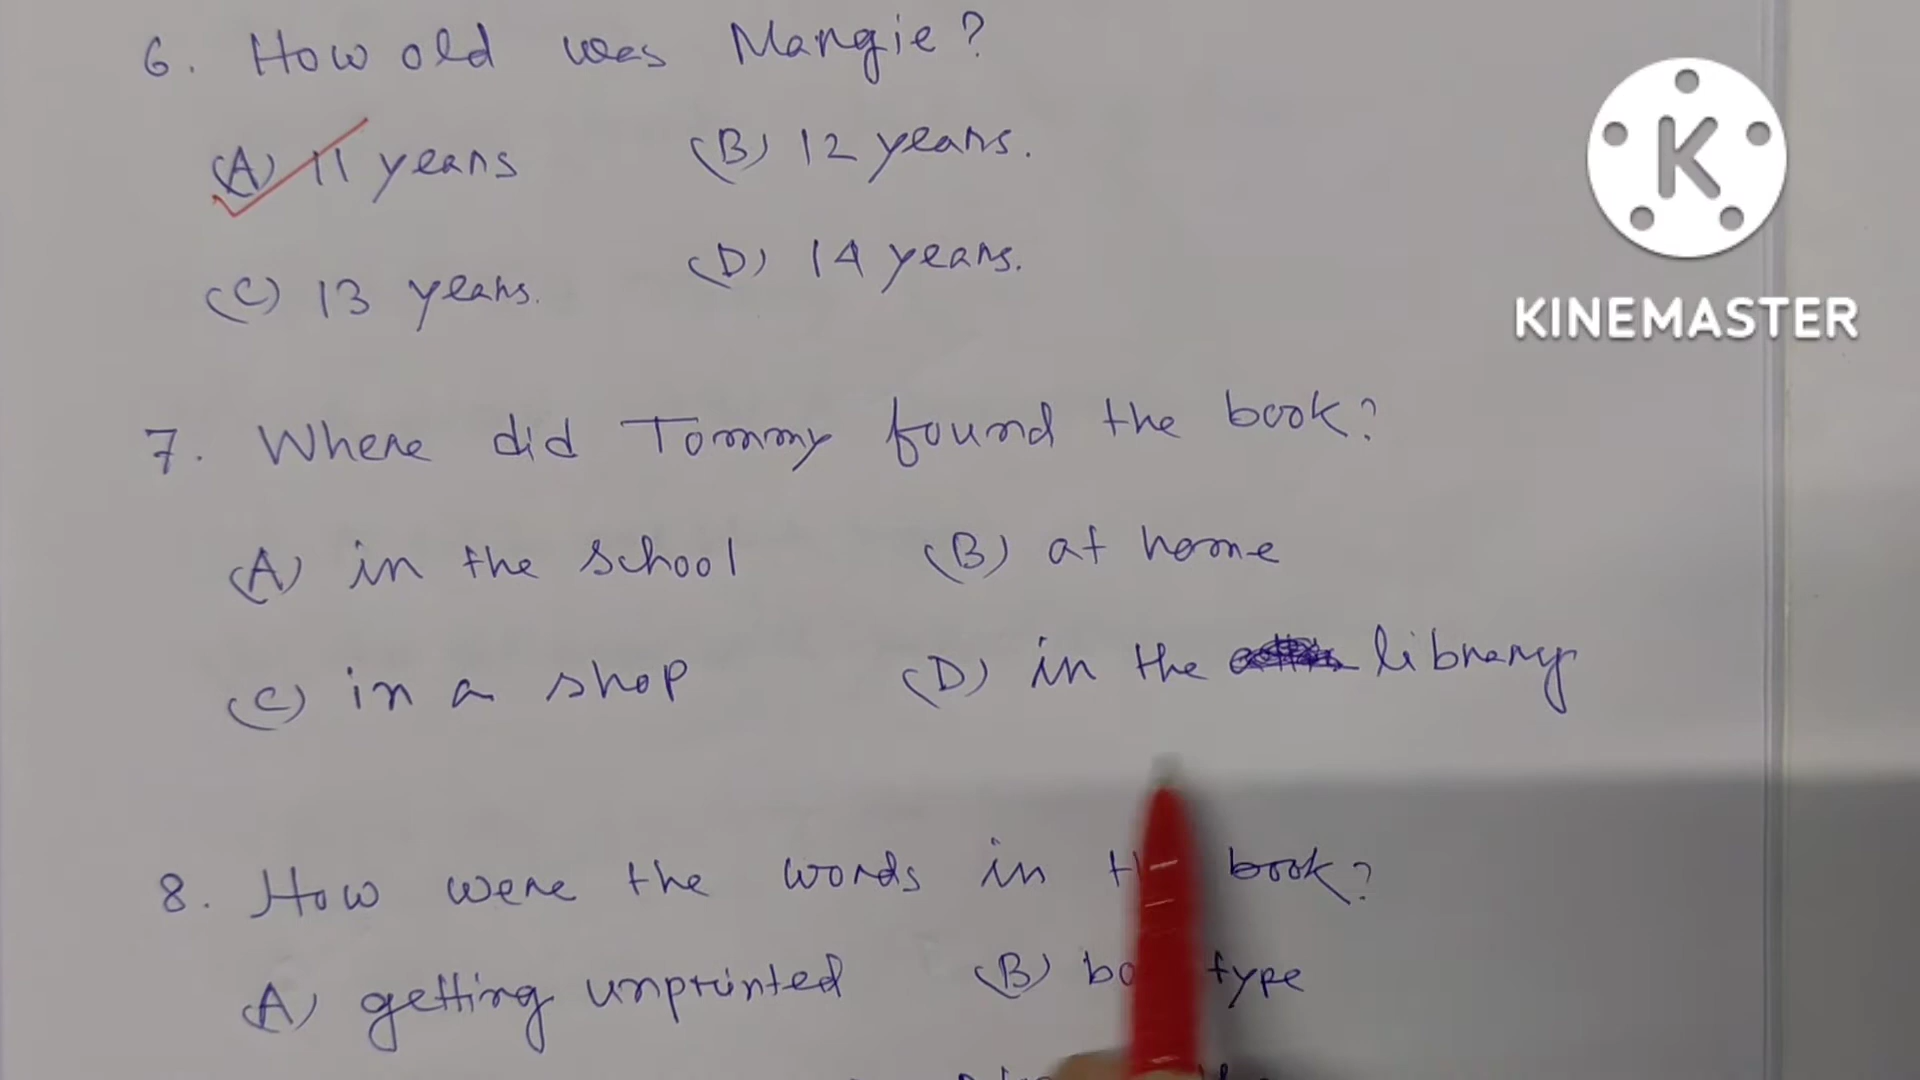 6. How old was Margie?
(A) 11 years (B) 12 years.
(C) 13 years. (D) 14 years.
KINEMASTER
7. Where did Tommy found the book?
(A) in the school (B) at home
(C) in a shop (D) in the library
8. How were the words in the book?
(A) getting unprinted (B) type